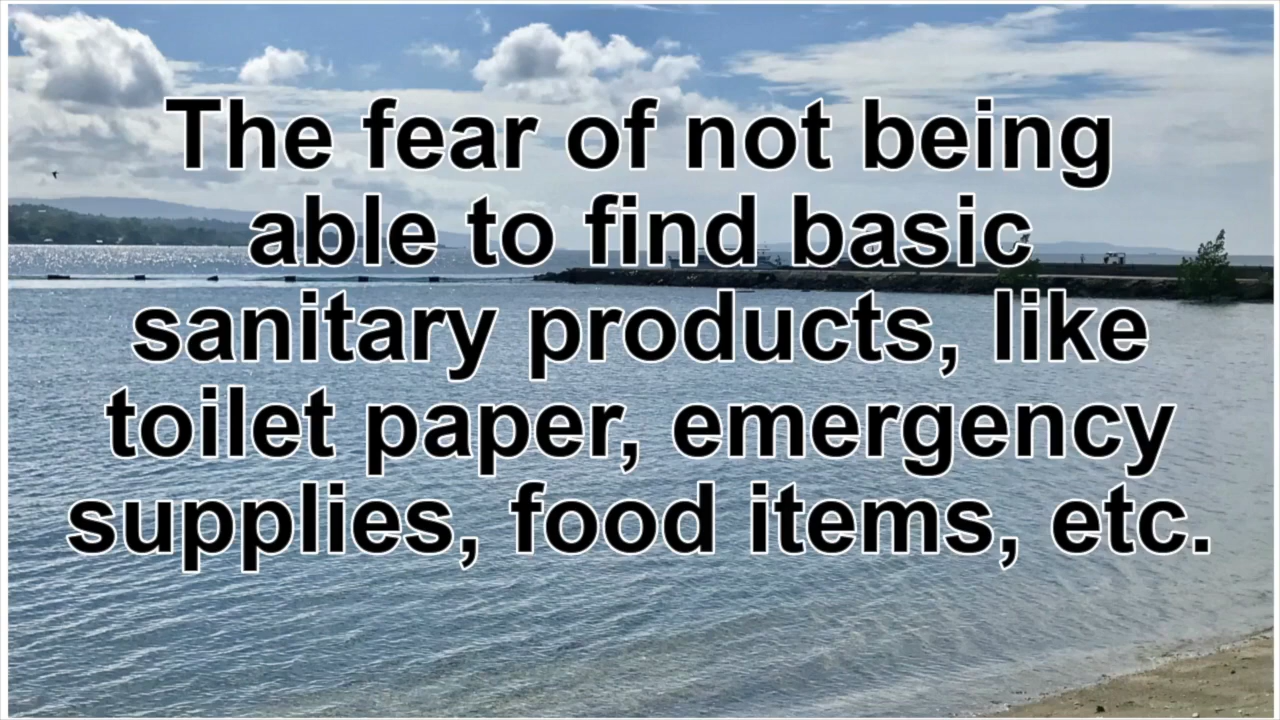 The fear of not being
able to find basic
sanitary products, like
toilet paper, emergency
supplies, food items, etc.